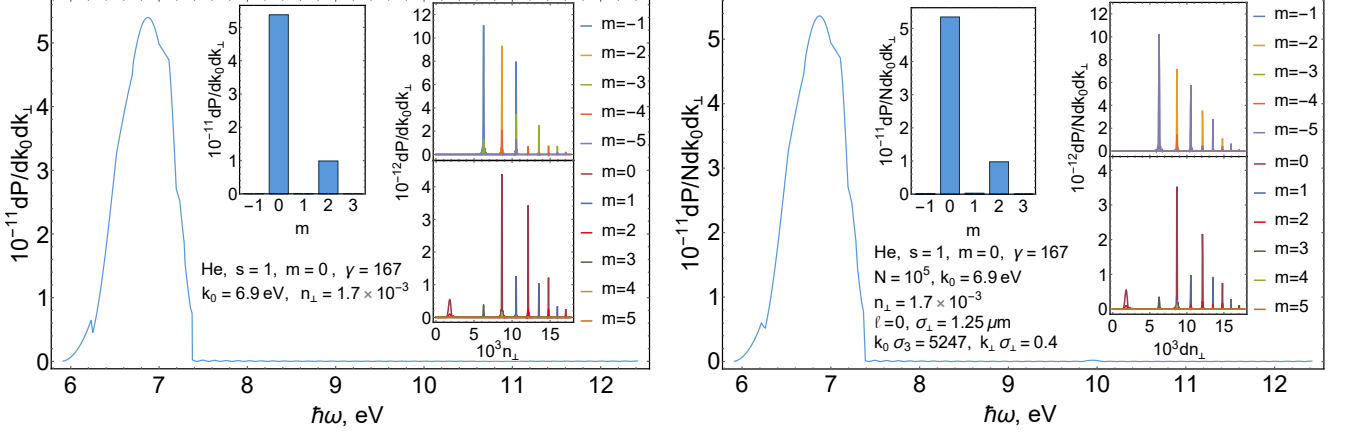 10⁻¹¹dP/dk₀dk⊥
5
4
3
2
1
0
6
7
8
9
10
11
12
ħω, eV
10⁻¹¹dP/dk₀dk⊥
5
4
3
2
1
0
−1
0
1
2
3
m
He, s = 1, m = 0, γ = 167
k₀ = 6.9 eV, n⊥ = 1.7 × 10⁻³
10⁻¹²dP/dk₀dk⊥
12
10
8
6
4
2
0
4
3
2
1
0
0
5
10
15
10³n⊥
m=−1
m=−2
m=−3
m=−4
m=−5
m=0
m=1
m=2
m=3
m=4
m=5
10⁻¹¹dP/Ndk₀dk⊥
5
4
3
2
1
0
6
7
8
9
10
11
12
ħω, eV
10⁻¹¹dP/Ndk₀dk⊥
5
4
3
2
1
0
−1
0
1
2
3
m
He, s = 1, m = 0, γ = 167
N = 10⁵, k₀ = 6.9 eV
n⊥ = 1.7 × 10⁻³
ℓ=0, σ⊥ = 1.25 μm
k₀ σ₃ = 5247, k⊥ σ⊥ = 0.4
10⁻¹²dP/Ndk₀dk⊥
12
10
8
6
4
2
0
4
3
2
1
0
0
5
10
15
10³dn⊥
m=−1
m=−2
m=−3
m=−4
m=−5
m=0
m=1
m=2
m=3
m=4
m=5